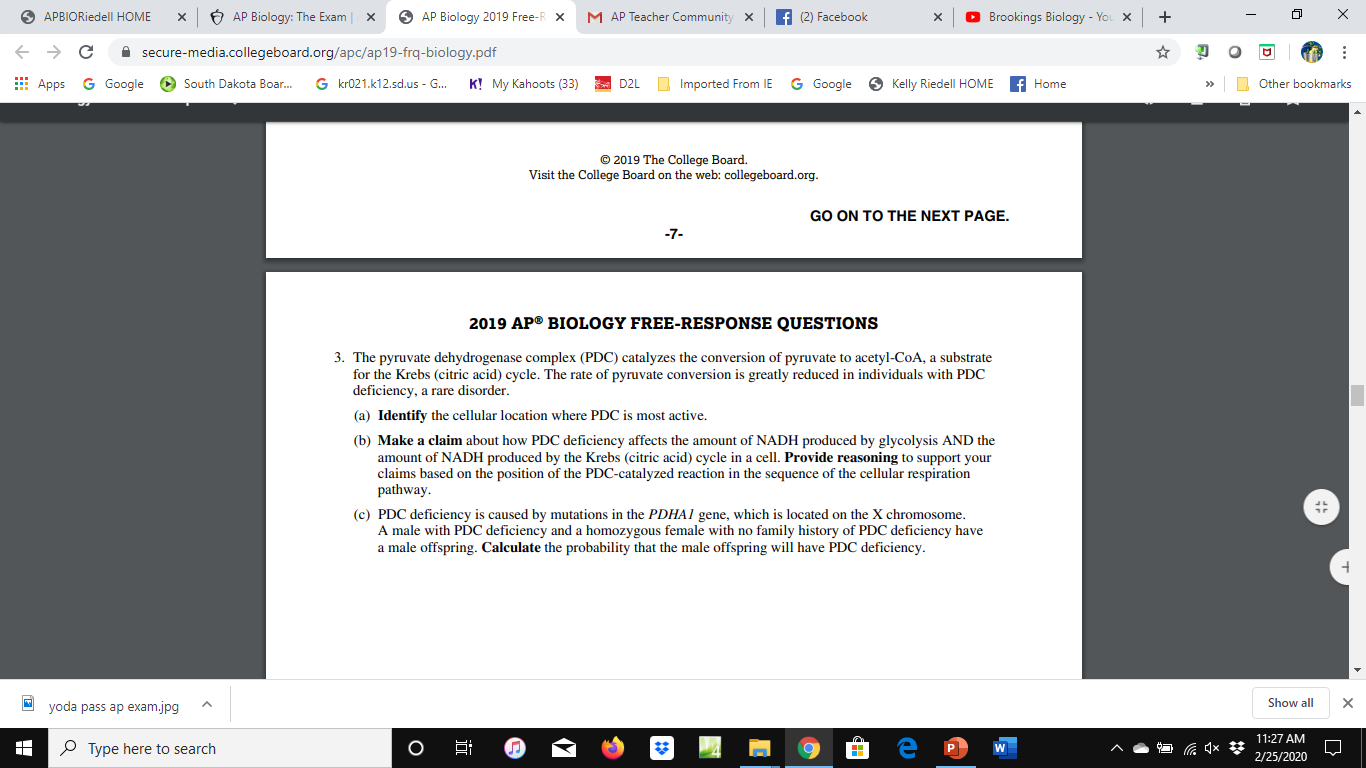 APBIORiedell HOME
AP Biology: The Exam |
AP Biology 2019 Free-R
AP Teacher Community
(2) Facebook
Brookings Biology - You
secure-media.collegeboard.org/apc/ap19-frq-biology.pdf
Apps
Google
South Dakota Boar...
kr021.k12.sd.us - G...
K! My Kahoots (33)
D2L
Imported From IE
Google
Kelly Riedell HOME
Home
»
Other bookmarks
© 2019 The College Board.
Visit the College Board on the web: collegeboard.org.
GO ON TO THE NEXT PAGE.
-7-
2019 AP® BIOLOGY FREE-RESPONSE QUESTIONS
3. The pyruvate dehydrogenase complex (PDC) catalyzes the conversion of pyruvate to acetyl-CoA, a substrate
for the Krebs (citric acid) cycle. The rate of pyruvate conversion is greatly reduced in individuals with PDC
deficiency, a rare disorder.
(a) Identify the cellular location where PDC is most active.
(b) Make a claim about how PDC deficiency affects the amount of NADH produced by glycolysis AND the
amount of NADH produced by the Krebs (citric acid) cycle in a cell. Provide reasoning to support your
claims based on the position of the PDC-catalyzed reaction in the sequence of the cellular respiration
pathway.
(c) PDC deficiency is caused by mutations in the PDHA1 gene, which is located on the X chromosome.
A male with PDC deficiency and a homozygous female with no family history of PDC deficiency have
a male offspring. Calculate the probability that the male offspring will have PDC deficiency.
yoda pass ap exam.jpg
Show all
Type here to search
11:27 AM
2/25/2020